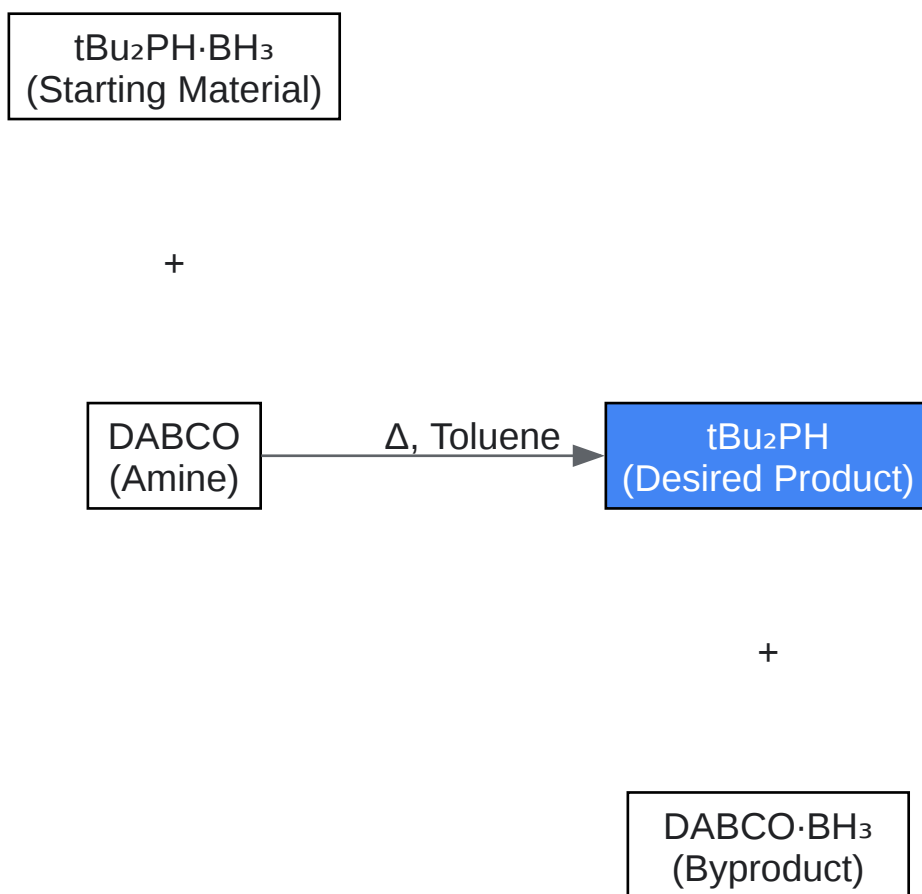 tBu₂PH·BH₃
(Starting Material)
+
DABCO
(Amine)
Δ, Toluene
tBu₂PH
(Desired Product)
+
DABCO·BH₃
(Byproduct)